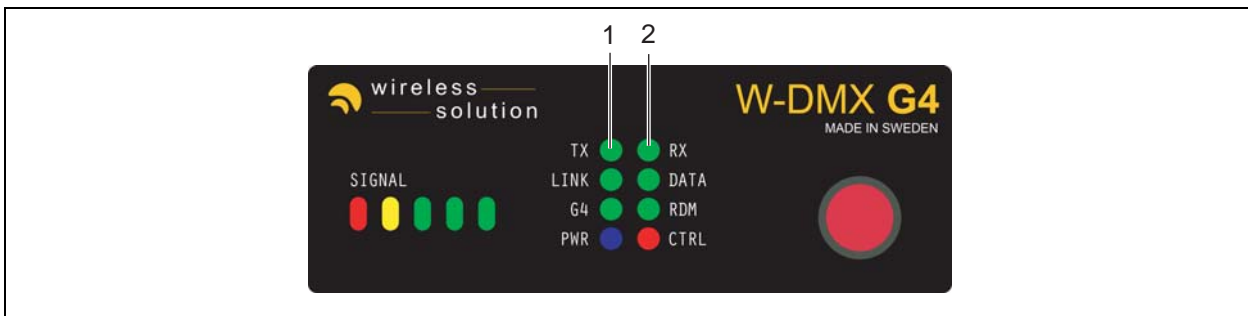 1 2
wireless
solution
W-DMX G4
MADE IN SWEDEN
TX RX
SIGNAL
LINK DATA
G4 RDM
PWR CTRL